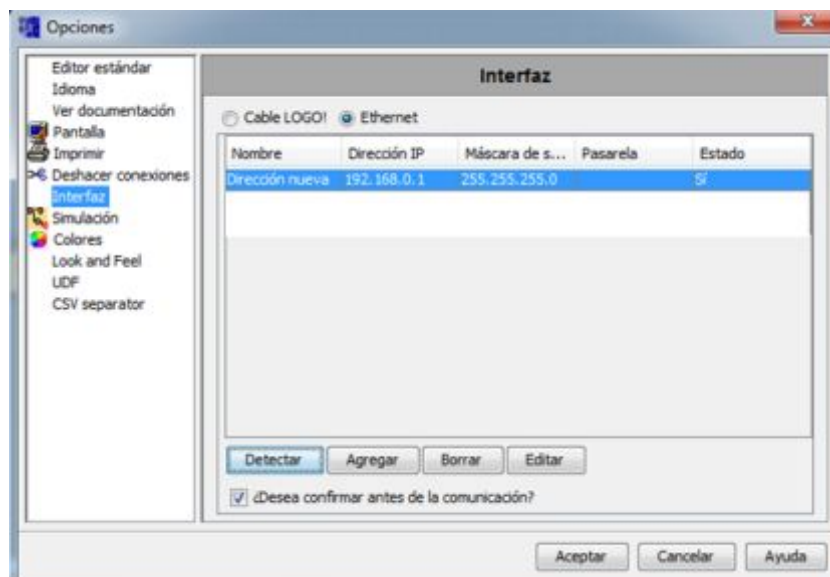 Opciones
Editor estándar
Idioma
Ver documentación
Pantalla
Imprimir
Deshacer conexiones
Interfaz
Simulación
Colores
Look and Feel
UDF
CSV separator
Interfaz
Cable LOGO! Ethernet
Nombre Dirección IP Máscara de s... Pasarela Estado
Dirección nueva 192.168.0.1 255.255.255.0 Sí
Detectar Agregar Borrar Editar
¿Desea confirmar antes de la comunicación?
Aceptar Cancelar Ayuda